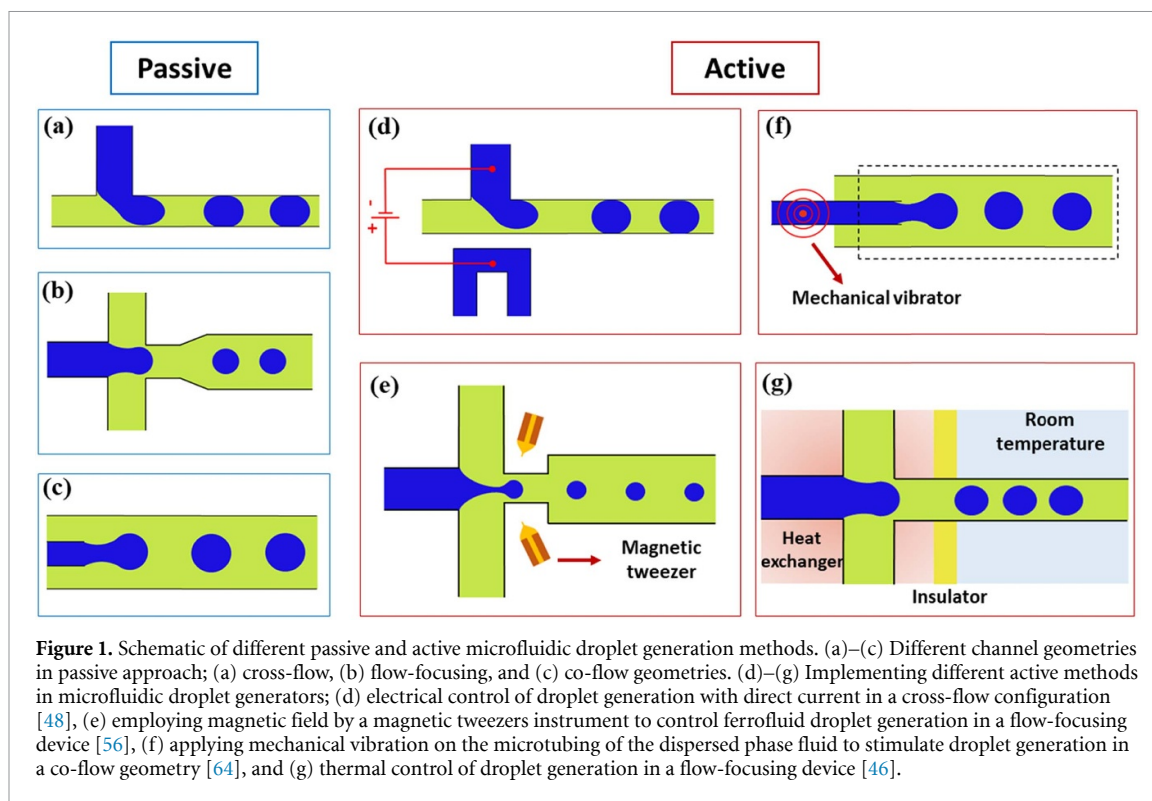 Passive
Active
(a)
(b)
(c)
(d)
-
+
(e)
Magnetic
tweezer
(f)
Mechanical vibrator
(g)
Room
temperature
Heat
exchanger
Insulator
Figure 1. Schematic of different passive and active microfluidic droplet generation methods. (a)–(c) Different channel geometries
in passive approach; (a) cross-flow, (b) flow-focusing, and (c) co-flow geometries. (d)–(g) Implementing different active methods
in microfluidic droplet generators; (d) electrical control of droplet generation with direct current in a cross-flow configuration
[48], (e) employing magnetic field by a magnetic tweezers instrument to control ferrofluid droplet generation in a flow-focusing
device [56], (f) applying mechanical vibration on the microtubing of the dispersed phase fluid to stimulate droplet generation in
a co-flow geometry [64], and (g) thermal control of droplet generation in a flow-focusing device [46].